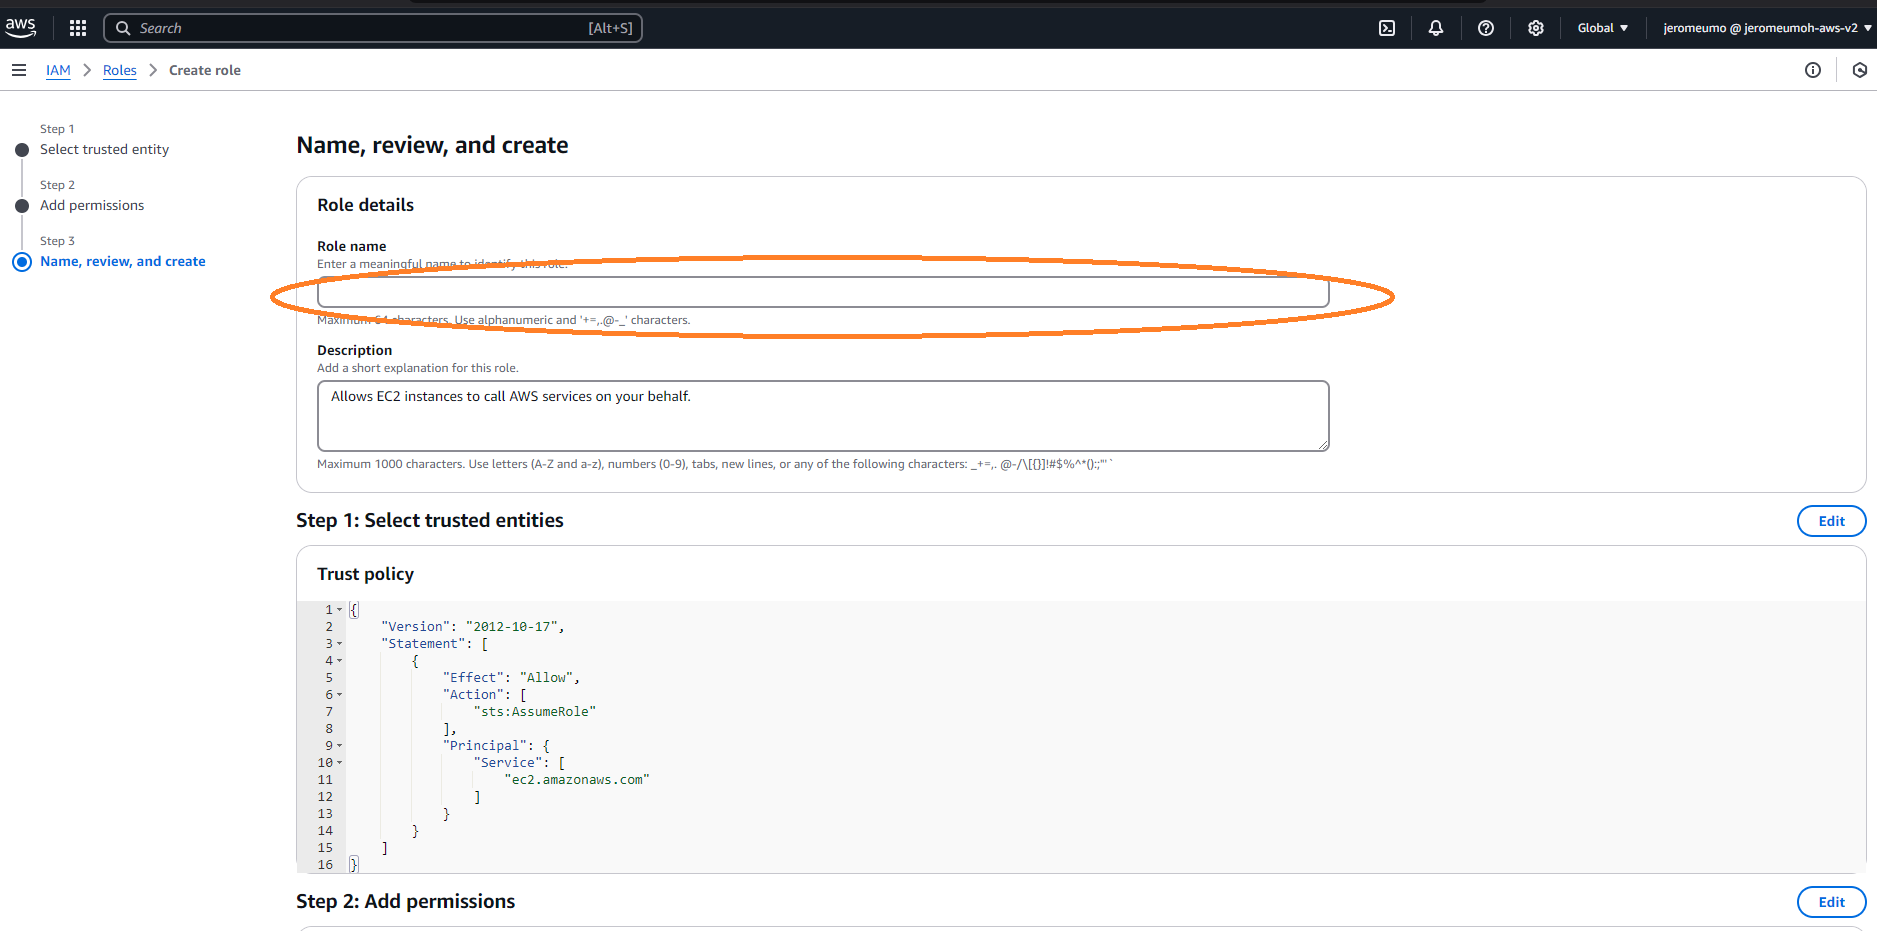 aws
Search [Alt+S]
Global
jeromeumo @ jeromeumoh-aws-v2
IAM > Roles > Create role
Step 1
Select trusted entity
Step 2
Add permissions
Step 3
Name, review, and create
Name, review, and create
Role details
Role name
Enter a meaningful name to identify this role.
Maximum 64 characters. Use alphanumeric and '+=,.@-_' characters.
Description
Add a short explanation for this role.
Allows EC2 instances to call AWS services on your behalf.
Maximum 1000 characters. Use letters (A-Z and a-z), numbers (0-9), tabs, new lines, or any of the following characters: _+=,. @-/\[{}]!#$%^*();:"'`
Step 1: Select trusted entities
Edit
Trust policy
1 {
2 "Version": "2012-10-17",
3 "Statement": [
4 {
5 "Effect": "Allow",
6 "Action": [
7 "sts:AssumeRole"
8 ],
9 "Principal": {
10 "Service": [
11 "ec2.amazonaws.com"
12 ]
13 }
14 }
15 ]
16 }
Step 2: Add permissions
Edit